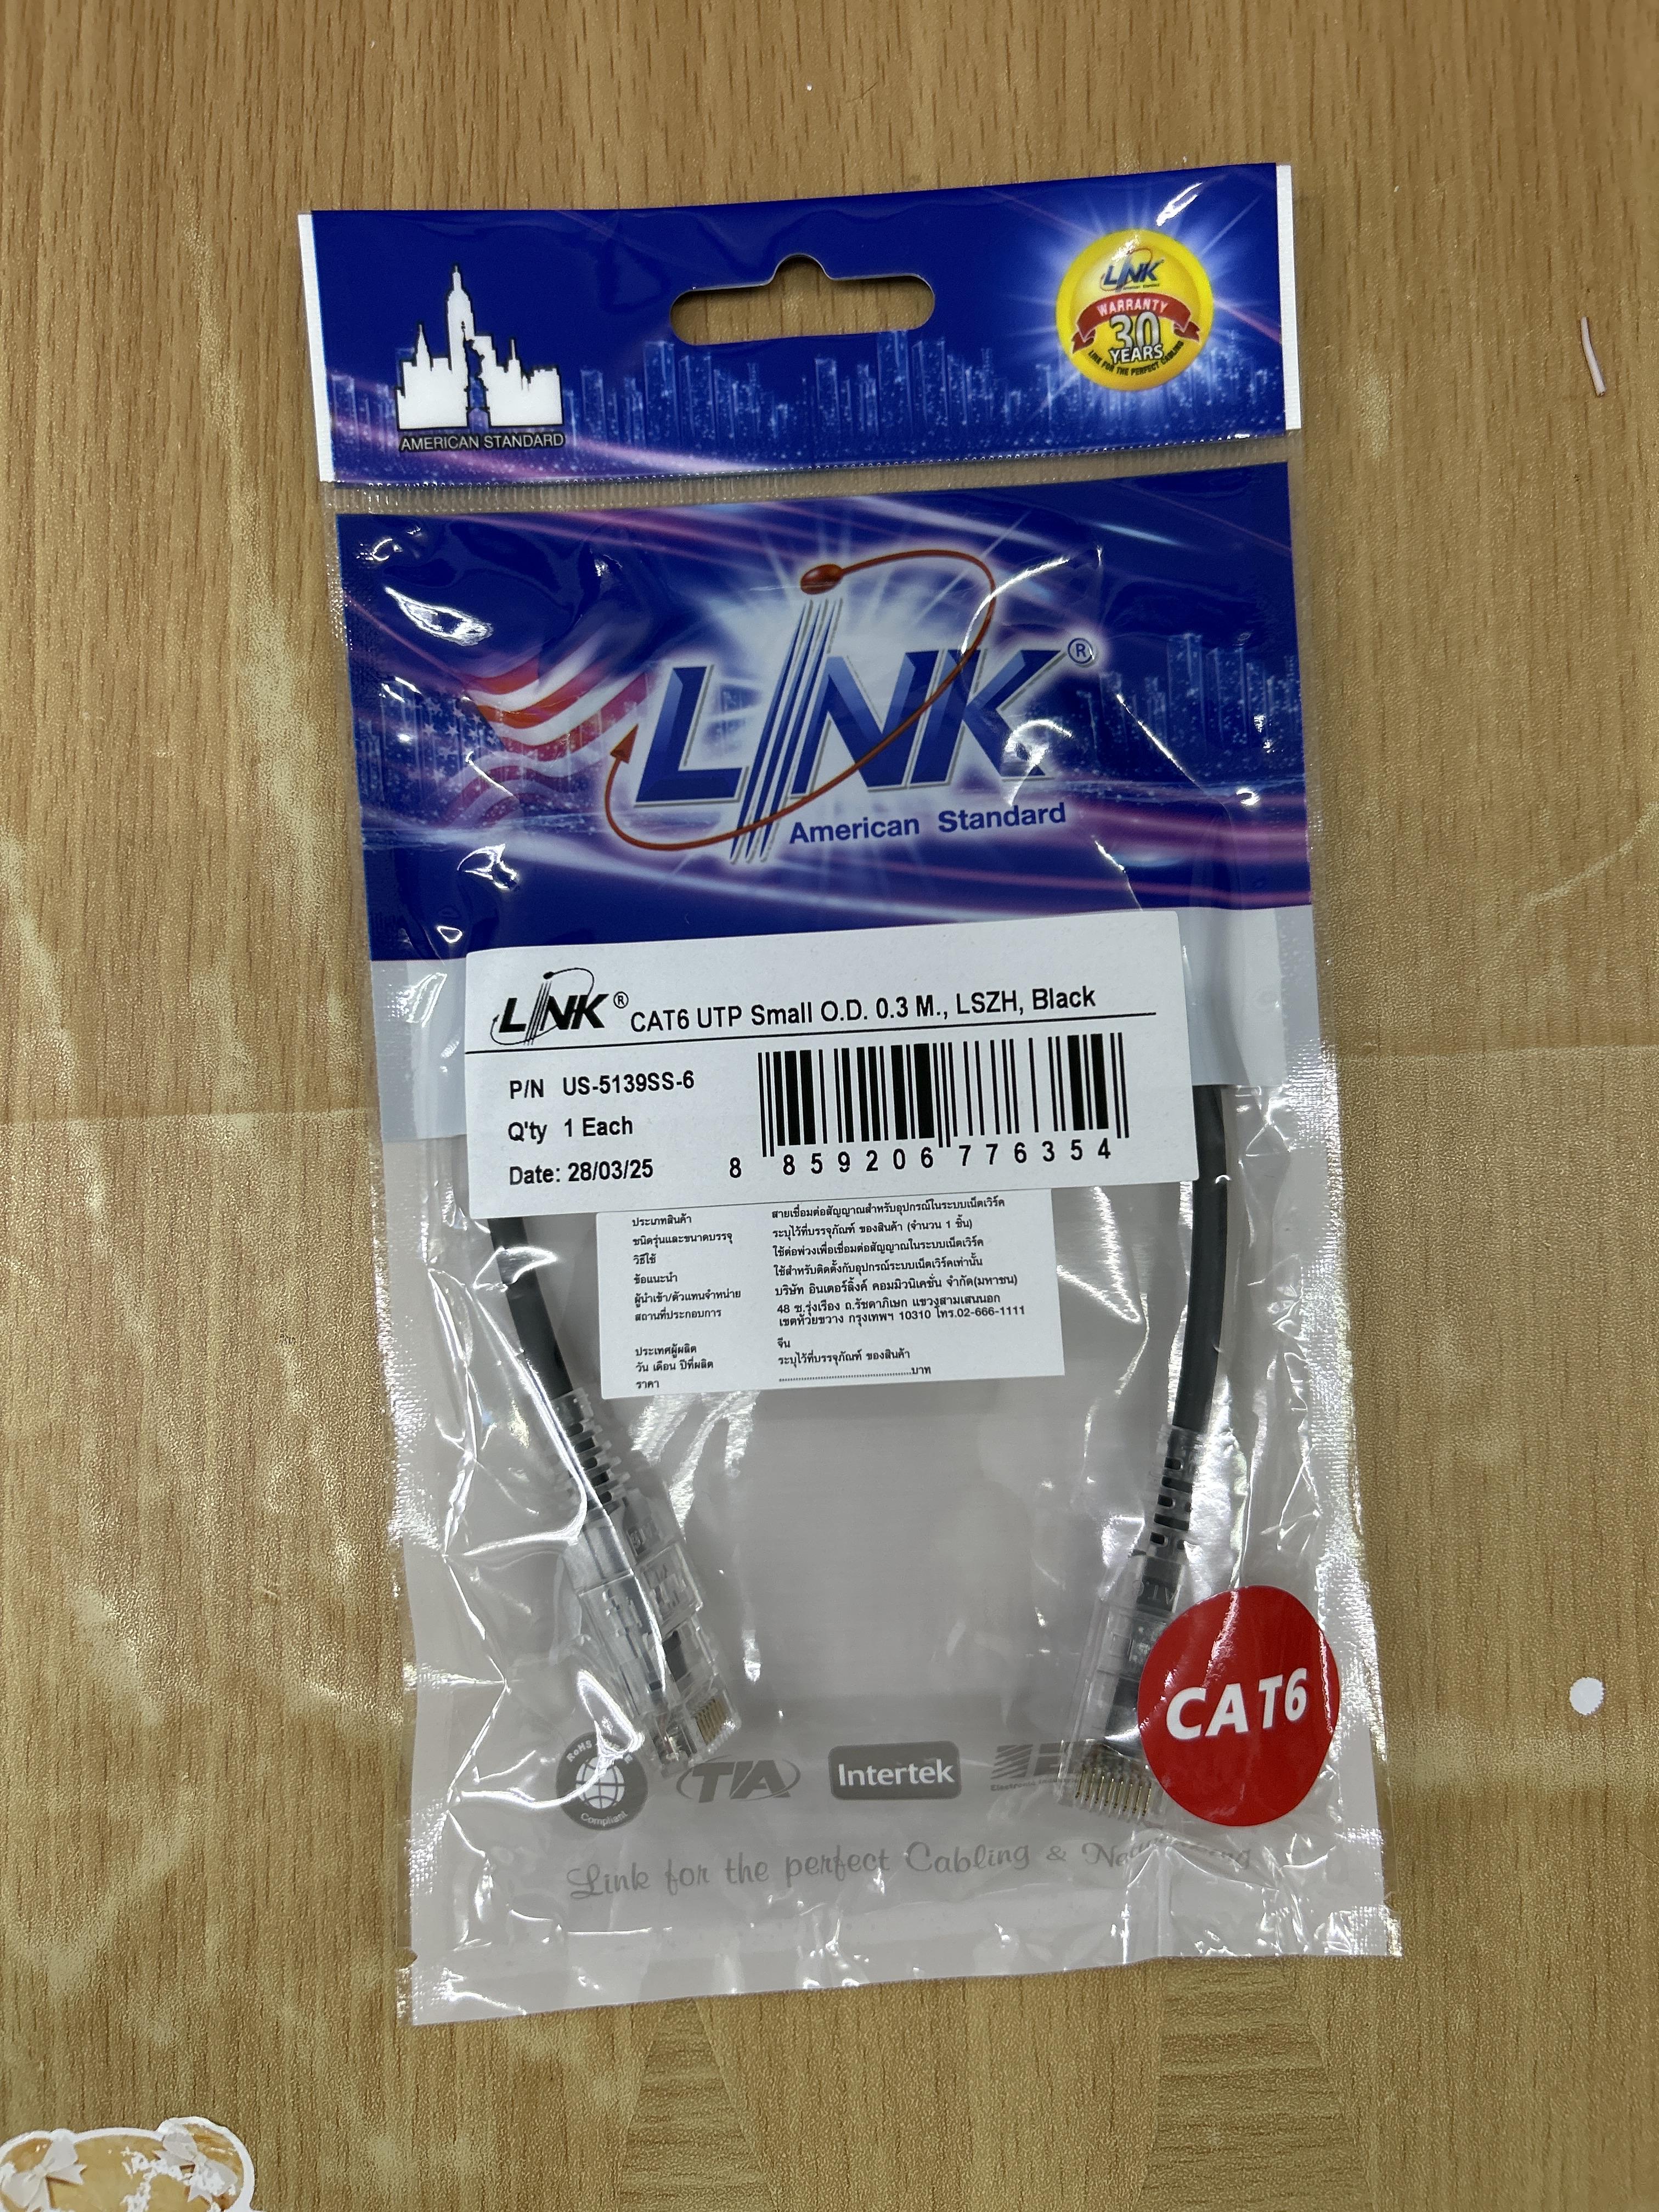 LINK
WARRANTY
30
YEARS
LINK FOR THE PERFECT CABLING
AMERICAN STANDARD
LINK®
American Standard
LINK® CAT6 UTP Small O.D. 0.3 M., LSZH, Black
P/N US-5139SS-6
Q'ty 1 Each
Date: 28/03/25
8 859206 776354
ประเภทสินค้า สายเชื่อมต่อสัญญาณสำหรับอุปกรณ์ในระบบเน็ตเวิร์ค
ชนิดรุ่นและขนาดบรรจุ ระบุไว้ที่บรรจุภัณฑ์ ของสินค้า (จำนวน 1 ชิ้น)
วิธีใช้ ใช้ต่อพ่วงเพื่อเชื่อมต่อสัญญาณในระบบเน็ตเวิร์ค
ข้อแนะนำ ใช้สำหรับติดตั้งกับอุปกรณ์ระบบเน็ตเวิร์คเท่านั้น
ผู้นำเข้า/ตัวแทนจำหน่าย บริษัท อินเตอร์ลิ้งค์ คอมมิวนิเคชั่น จำกัด(มหาชน)
สถานที่ประกอบการ 48 ซ.รุ่งเรือง ถ.รัชดาภิเษก แขวงสามเสนนอก
เขตห้วยขวาง กรุงเทพฯ 10310 โทร.02-666-1111
ประเทศผู้ผลิต จีน
วัน เดือน ปีที่ผลิต ระบุไว้ที่บรรจุภัณฑ์ ของสินค้า
ราคา ..............................................บาท
CAT6
RoHS
Compliant
TIA
Intertek
Link for the perfect Cabling &